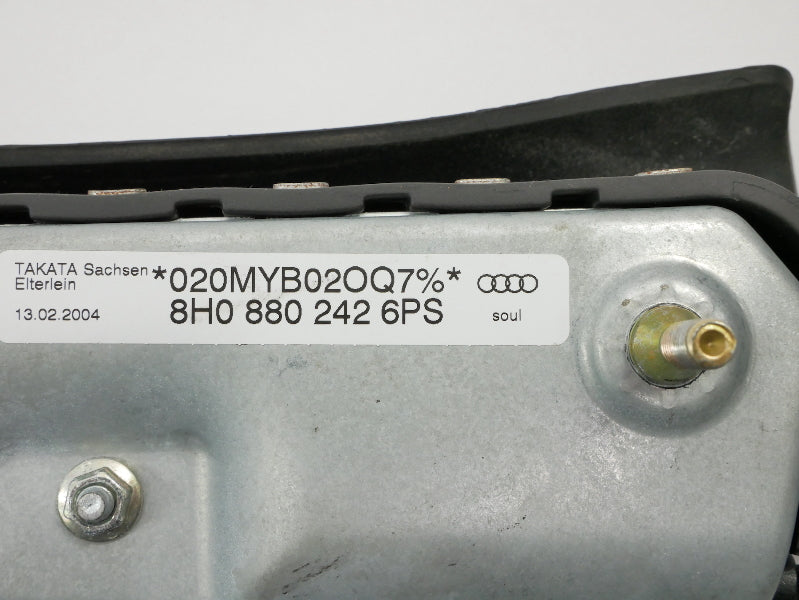 TAKATA Sachsen
Elterlein
13.02.2004
*020MYB02OQ7%*
8H0 880 242 6PS
soul